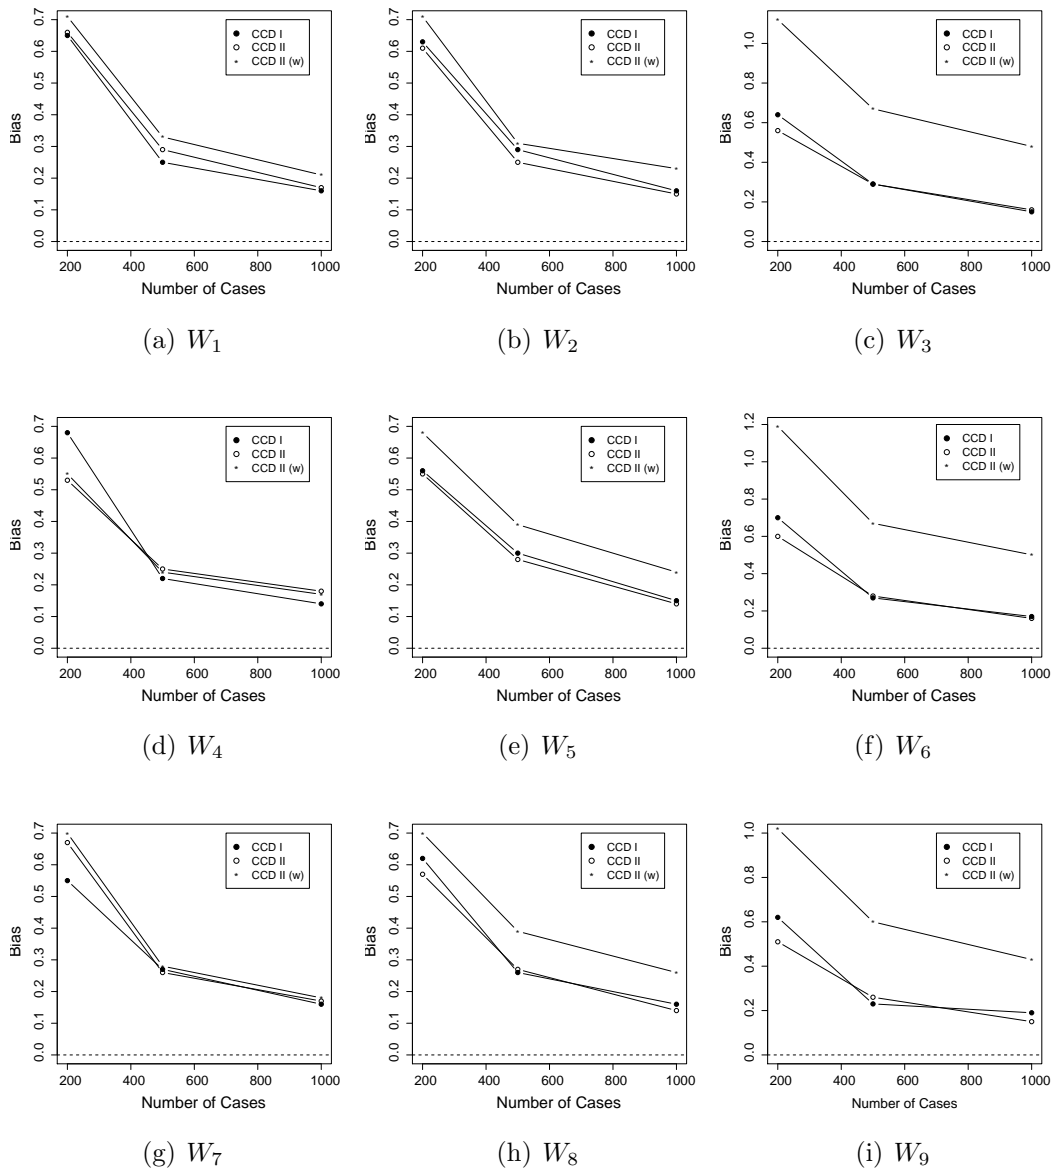 0.0 0.1 0.2 0.3 0.4 0.5 0.6 0.7
Bias
CCD I
CCD II
CCD II (w)
200 400 600 800 1000
Number of Cases
(a) W1
0.0 0.1 0.2 0.3 0.4 0.5 0.6 0.7
Bias
CCD I
CCD II
CCD II (w)
200 400 600 800 1000
Number of Cases
(b) W2
0.0 0.2 0.4 0.6 0.8 1.0
Bias
CCD I
CCD II
CCD II (w)
200 400 600 800 1000
Number of Cases
(c) W3
0.0 0.1 0.2 0.3 0.4 0.5 0.6 0.7
Bias
CCD I
CCD II
CCD II (w)
200 400 600 800 1000
Number of Cases
(d) W4
0.0 0.1 0.2 0.3 0.4 0.5 0.6 0.7
Bias
CCD I
CCD II
CCD II (w)
200 400 600 800 1000
Number of Cases
(e) W5
0.0 0.2 0.4 0.6 0.8 1.0 1.2
Bias
CCD I
CCD II
CCD II (w)
200 400 600 800 1000
Number of Cases
(f) W6
0.0 0.1 0.2 0.3 0.4 0.5 0.6 0.7
Bias
CCD I
CCD II
CCD II (w)
200 400 600 800 1000
Number of Cases
(g) W7
0.0 0.1 0.2 0.3 0.4 0.5 0.6 0.7
Bias
CCD I
CCD II
CCD II (w)
200 400 600 800 1000
Number of Cases
(h) W8
0.0 0.2 0.4 0.6 0.8 1.0
Bias
CCD I
CCD II
CCD II (w)
200 400 600 800 1000
Number of Cases
(i) W9